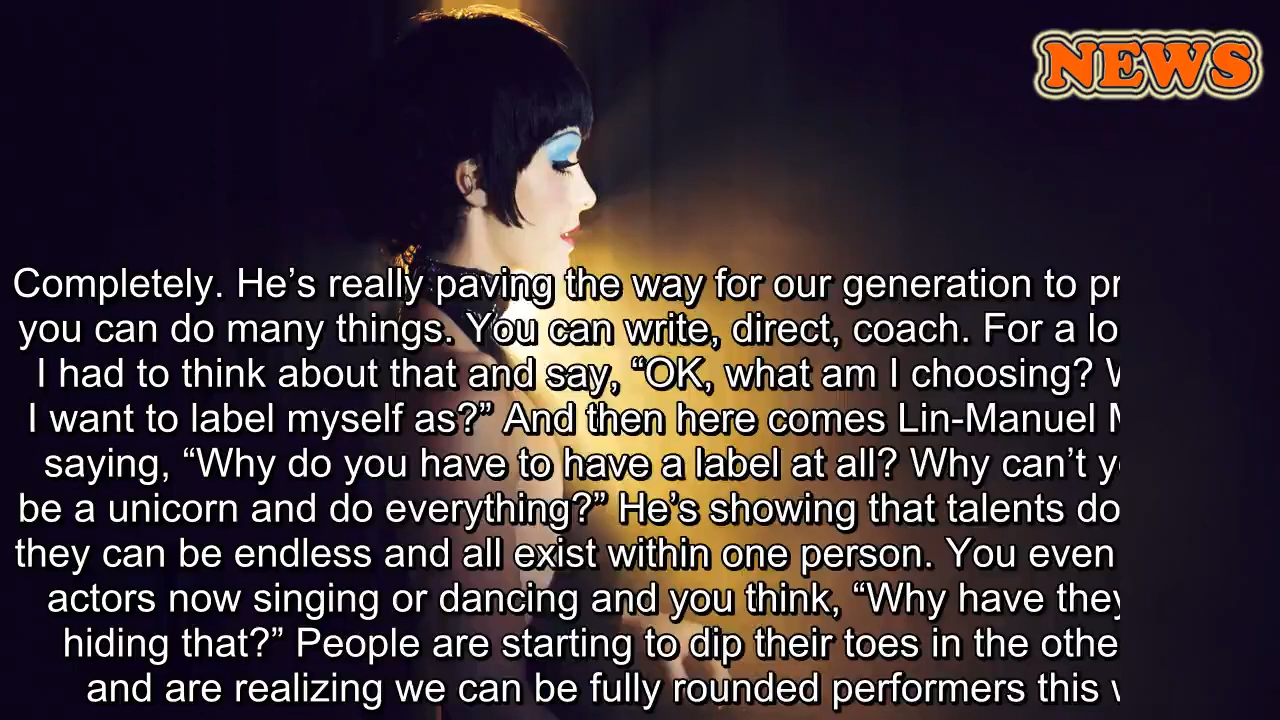 NEWS
Completely. He’s really paving the way for our generation to
you can do many things. You can write, direct, coach. For a
I had to think about that and say, “OK, what am I choosing?
I want to label myself as?” And then here comes Lin-Manuel
saying, “Why do you have to have a label at all? Why can’t
be a unicorn and do everything?” He’s showing that talents
they can be endless and all exist within one person. You even
actors now singing or dancing and you think, “Why have
hiding that?” People are starting to dip their toes in the
and are realizing we can be fully rounded performers this